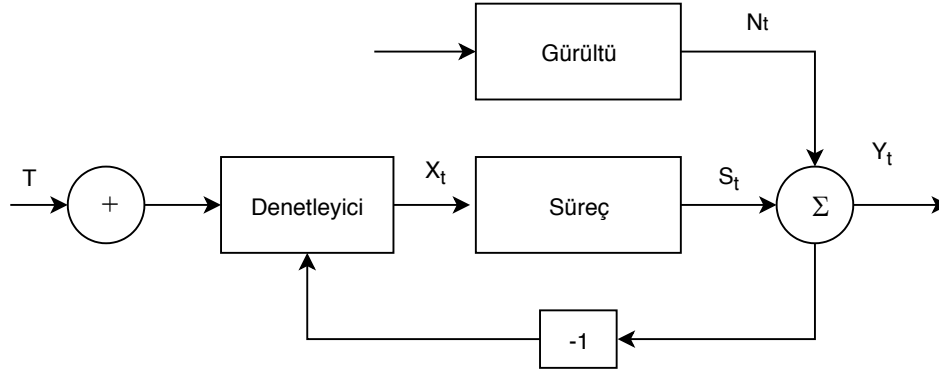 Gürültü
Nt
T
+
Denetleyici
Xt
Süreç
St
Σ
Yt
-1